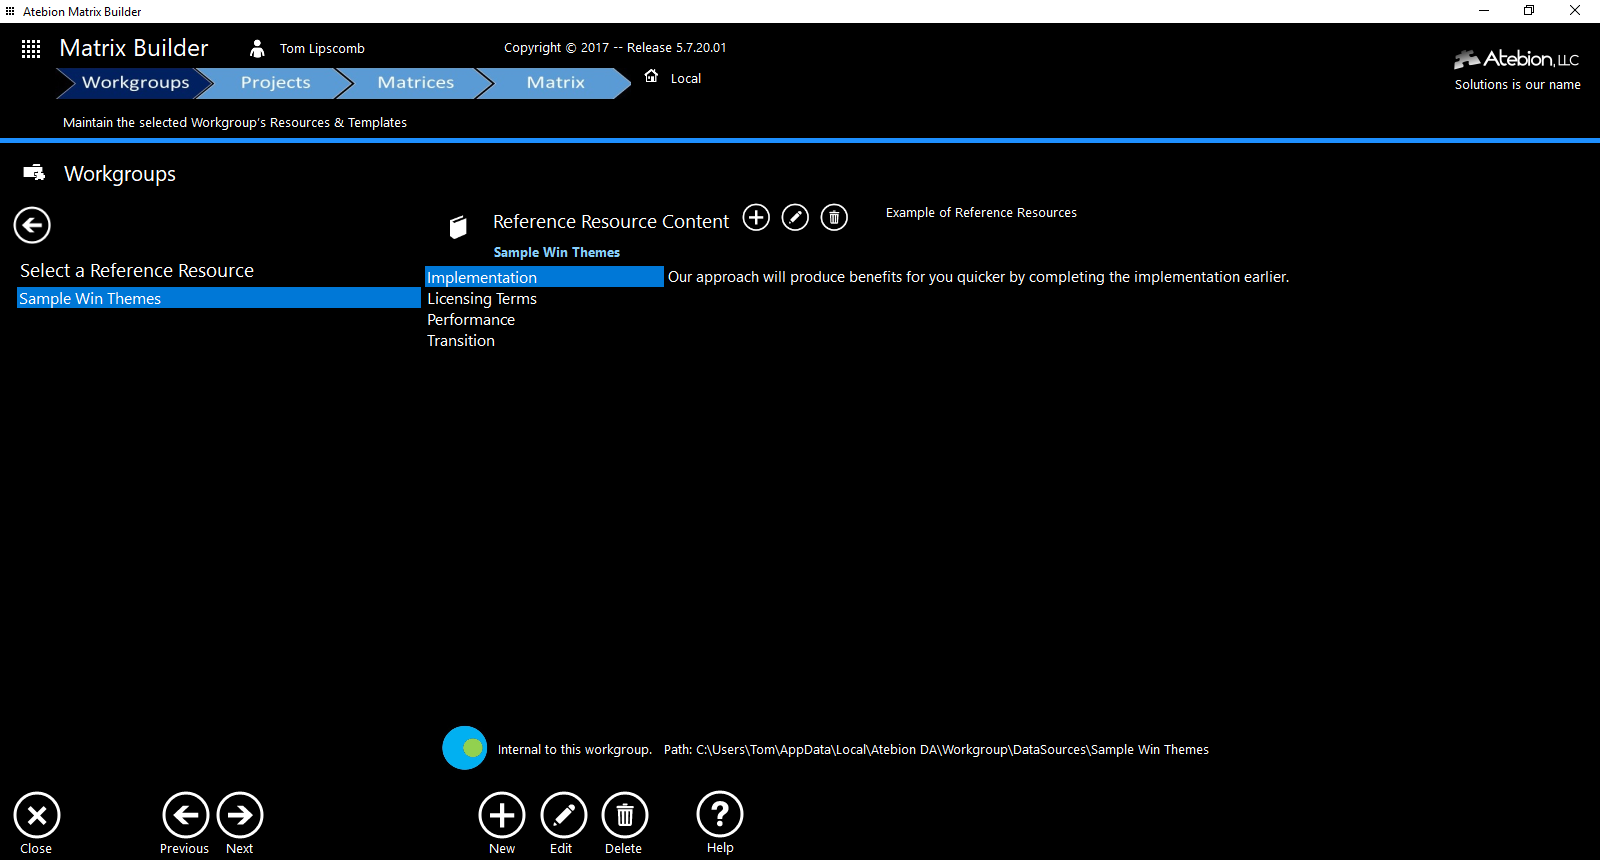 Atebion Matrix Builder
Matrix Builder
Tom Lipscomb
Copyright © 2017 -- Release 5.7.20.01
Workgroups
Projects
Matrices
Matrix
Local
Atebion, LLC
Solutions is our name
Maintain the selected Workgroup's Resources & Templates
Workgroups
Reference Resource Content
Example of Reference Resources
Sample Win Themes
Select a Reference Resource
Sample Win Themes
Implementation
Our approach will produce benefits for you quicker by completing the implementation earlier.
Licensing Terms
Performance
Transition
Internal to this workgroup. Path: C:\Users\Tom\AppData\Local\Atebion DA\Workgroup\DataSources\Sample Win Themes
Close
Previous
Next
New
Edit
Delete
Help